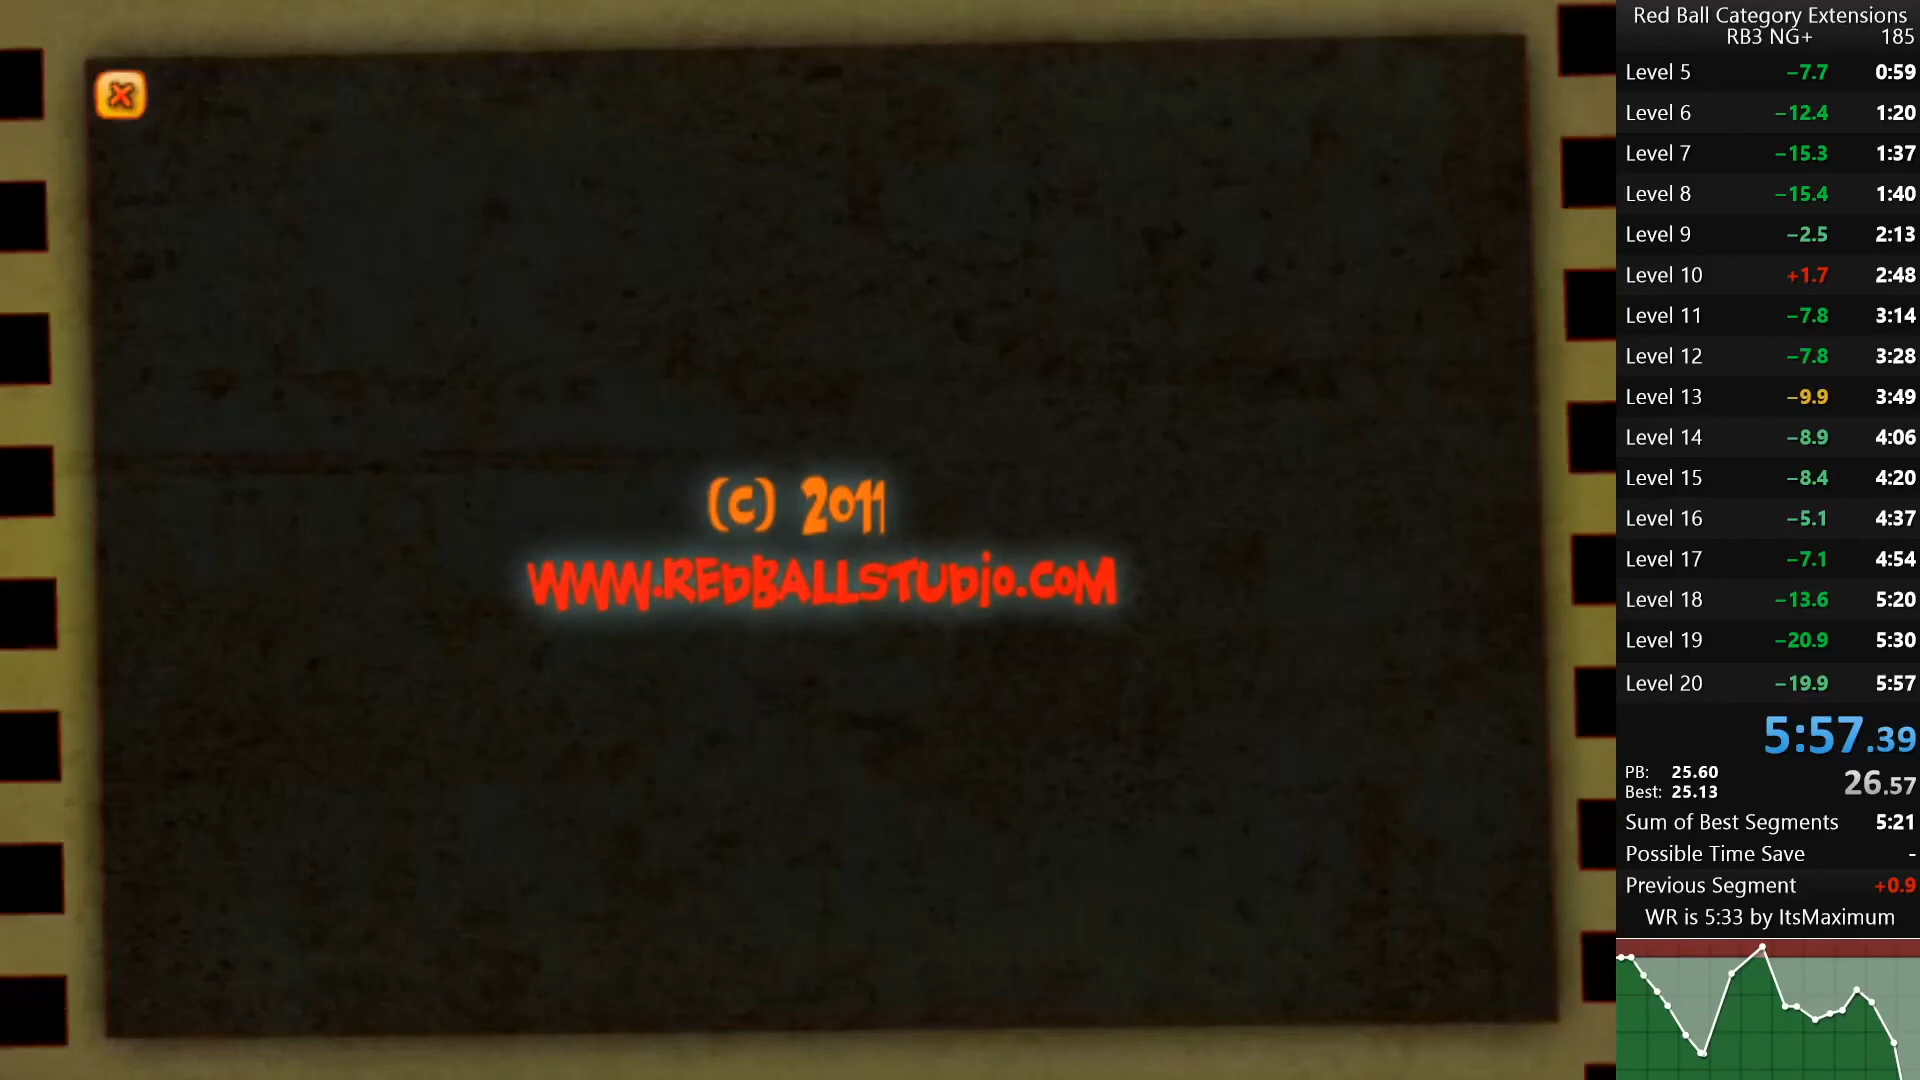 Red Ball Category Extensions
RB3 NG+ 185
Level 5 −7.7 0:59
Level 6 −12.4 1:20
Level 7 −15.3 1:37
Level 8 −15.4 1:40
Level 9 −2.5 2:13
Level 10 +1.7 2:48
Level 11 −7.8 3:14
Level 12 −7.8 3:28
Level 13 −9.9 3:49
Level 14 −8.9 4:06
Level 15 −8.4 4:20
Level 16 −5.1 4:37
Level 17 −7.1 4:54
Level 18 −13.6 5:20
Level 19 −20.9 5:30
Level 20 −19.9 5:57
5:57.39
PB: 25.60
Best: 25.13
26.57
Sum of Best Segments 5:21
Possible Time Save -
Previous Segment +0.9
WR is 5:33 by ItsMaximum
(c) 2011
WWW.REDBALLSTUDIO.COM